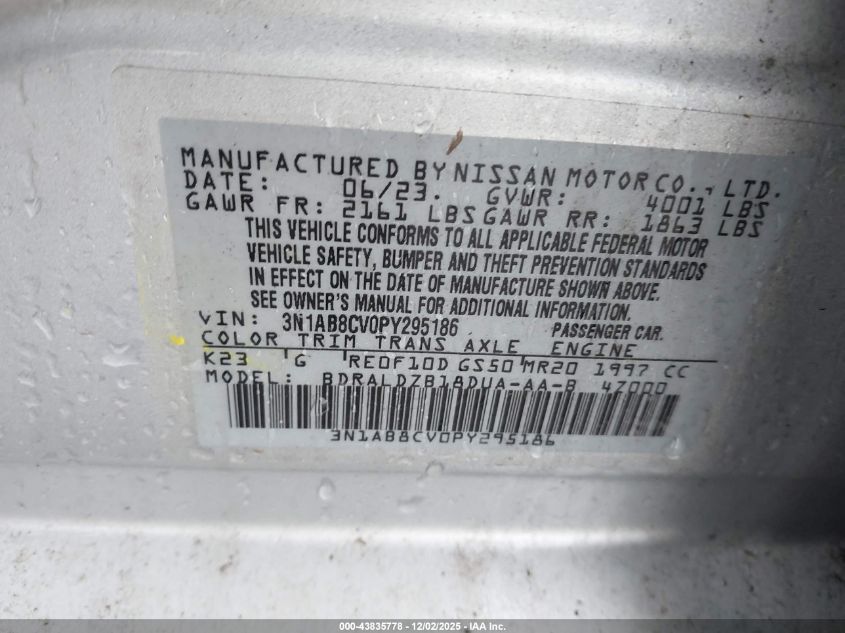 MANUFACTURED BY NISSAN MOTOR CO., LTD.
DATE: 06/23. GVWR: 4001 LBS
GAWR FR: 2161 LBS GAWR RR: 1863 LBS
THIS VEHICLE CONFORMS TO ALL APPLICABLE FEDERAL MOTOR
VEHICLE SAFETY, BUMPER AND THEFT PREVENTION STANDARDS
IN EFFECT ON THE DATE OF MANUFACTURE SHOWN ABOVE.
SEE OWNER'S MANUAL FOR ADDITIONAL INFORMATION.
VIN: 3N1AB8CV0PY295186 PASSENGER CAR.
COLOR TRIM TRANS AXLE ENGINE
K23 G RE0F10D GS50 MR20 1997 CC
MODEL: BDRALDZB18DUA-AA-B 4Z000
3N1AB8CV0PY295186
000-43835778 - 12/02/2025 - IAA Inc.